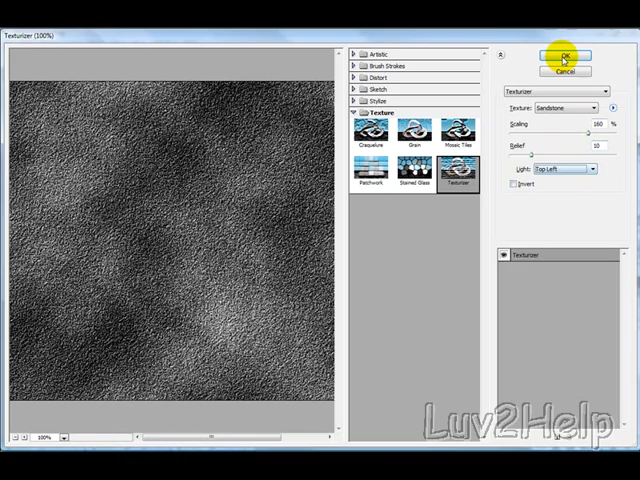 Texturizer (100%)
Artistic
Brush Strokes
Distort
Sketch
Stylize
Texture
Craquelure
Grain
Mosaic Tiles
Patchwork
Stained Glass
Texturizer
OK
Cancel
Texturizer
Texture: Sandstone
Scaling 160 %
Relief 10
Light: Top Left
Invert
Texturizer
100%
Luv2Help